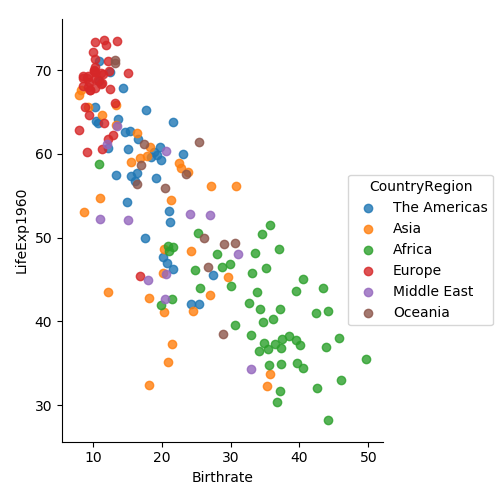 70
60
50
40
30
LifeExp1960
10
20
30
40
50
Birthrate
CountryRegion
The Americas
Asia
Africa
Europe
Middle East
Oceania